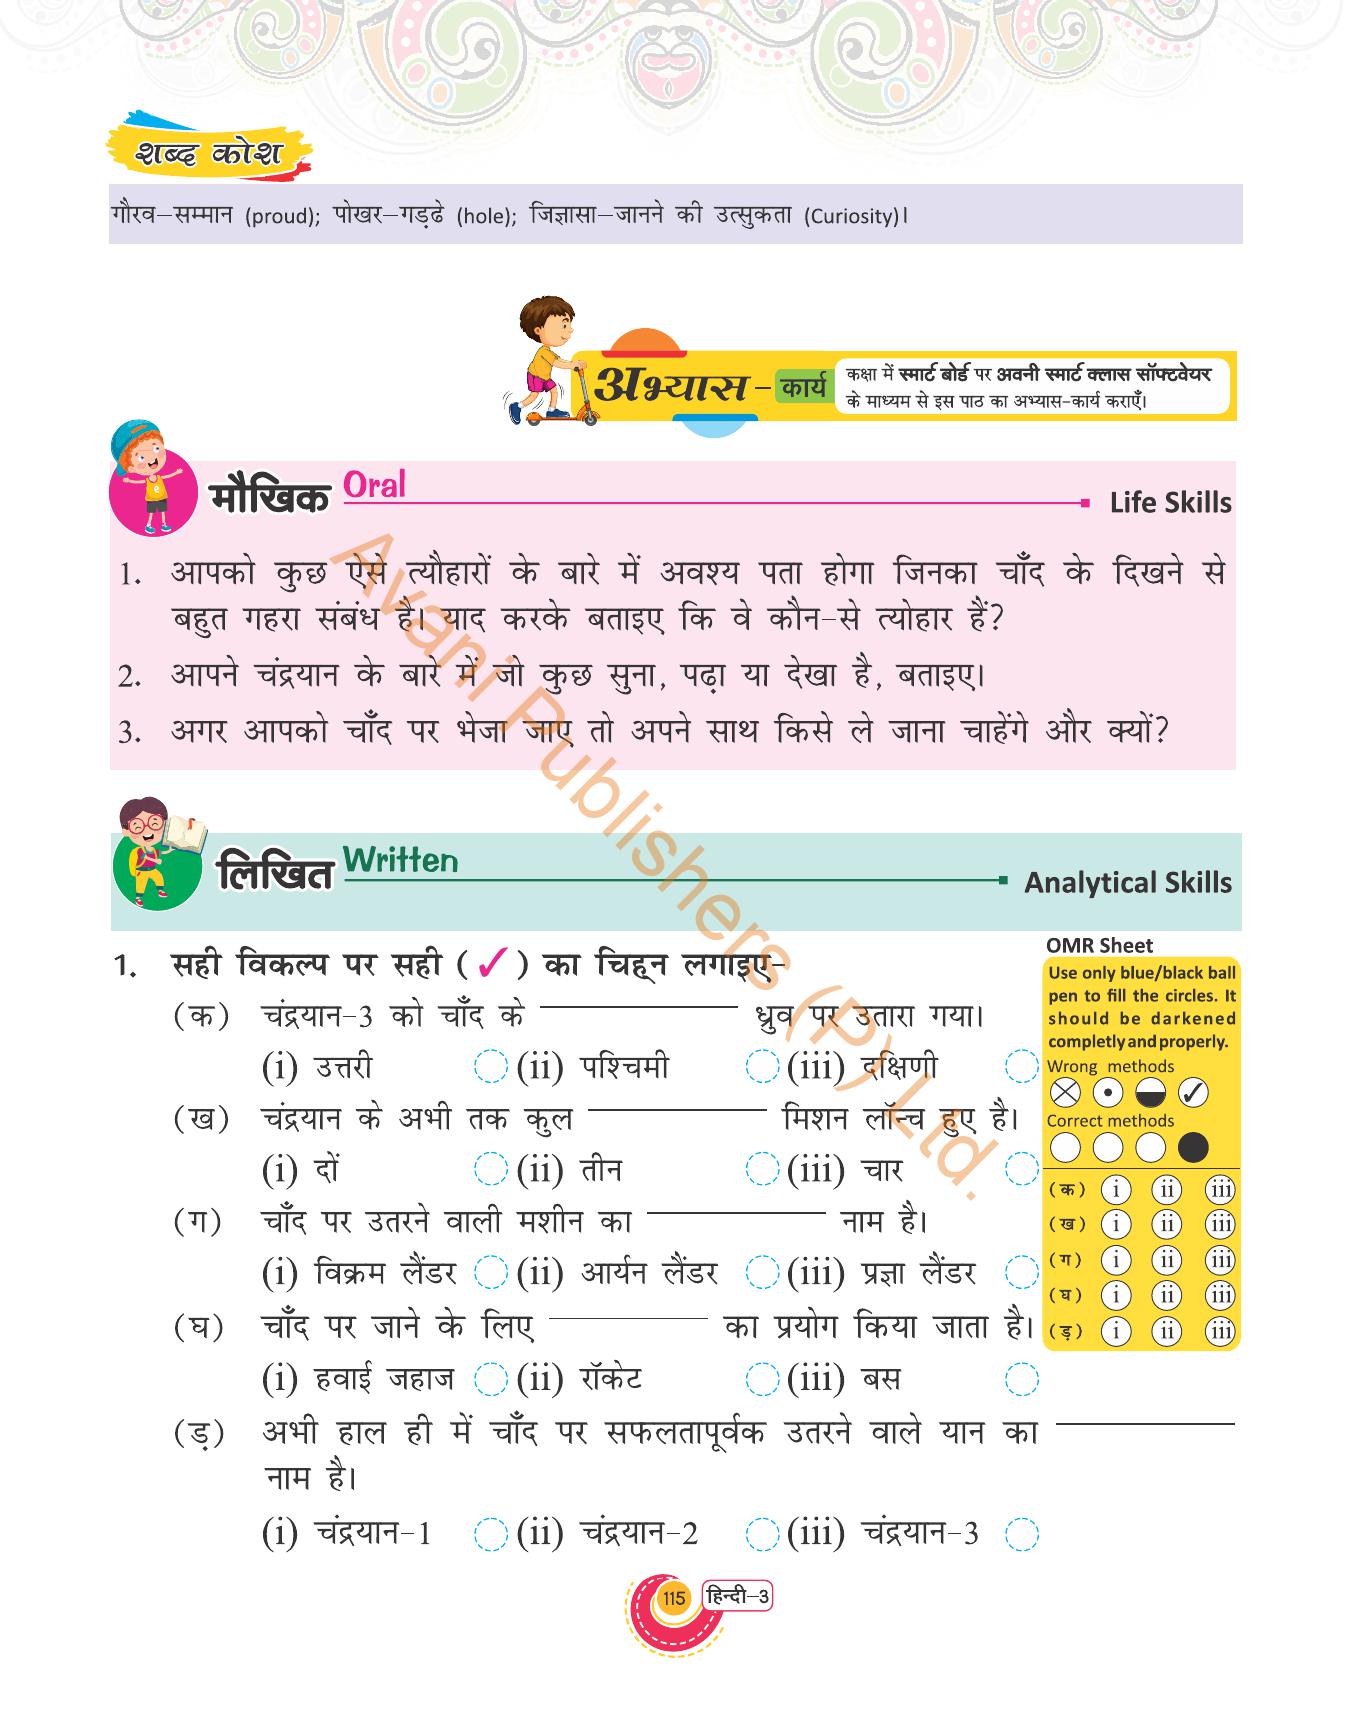 शब्द कोश
गौरव–सम्मान (proud); पोखर–गड्ढे (hole); जिज्ञासा–जानने की उत्सुकता (Curiosity)।
अभ्यास – कार्य
कक्षा में स्मार्ट बोर्ड पर अवनी स्मार्ट क्लास सॉफ्टवेयर
के माध्यम से इस पाठ का अभ्यास-कार्य कराएँ।
मौखिक Oral Life Skills
1. आपको कुछ ऐसे त्यौहारों के बारे में अवश्य पता होगा जिनका चाँद के दिखने से
बहुत गहरा संबंध है। याद करके बताइए कि वे कौन-से त्योहार हैं?
2. आपने चंद्रयान के बारे में जो कुछ सुना, पढ़ा या देखा है, बताइए।
3. अगर आपको चाँद पर भेजा जाए तो अपने साथ किसे ले जाना चाहेंगे और क्यों?
लिखित Written Analytical Skills
1. सही विकल्प पर सही (✓) का चिह्न लगाइए-
(क) चंद्रयान-3 को चाँद के ________ ध्रुव पर उतारा गया।
(i) उत्तरी (ii) पश्चिमी (iii) दक्षिणी
(ख) चंद्रयान के अभी तक कुल ________ मिशन लॉन्च हुए है।
(i) दों (ii) तीन (iii) चार
(ग) चाँद पर उतरने वाली मशीन का ________ नाम है।
(i) विक्रम लैंडर (ii) आर्यन लैंडर (iii) प्रज्ञा लैंडर
(घ) चाँद पर जाने के लिए ________ का प्रयोग किया जाता है।
(i) हवाई जहाज (ii) रॉकेट (iii) बस
(ड़) अभी हाल ही में चाँद पर सफलतापूर्वक उतरने वाले यान का ________
नाम है।
(i) चंद्रयान-1 (ii) चंद्रयान-2 (iii) चंद्रयान-3
OMR Sheet
Use only blue/black ball
pen to fill the circles. It
should be darkened
completly and properly.
Wrong methods
Correct methods
(क) i ii iii
(ख) i ii iii
(ग) i ii iii
(घ) i ii iii
(ड़) i ii iii
Avani Publishers (P) Ltd.
115 हिन्दी–3